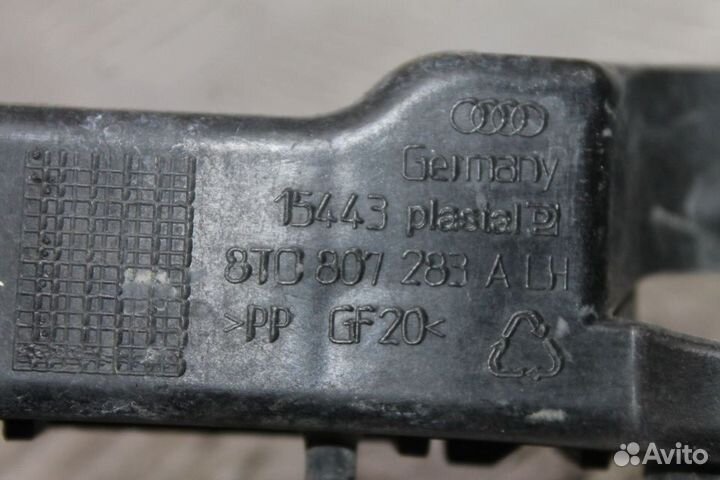 Germany
15443 plastal
8T0 807 283 A LH
>PP GF20<
Avito